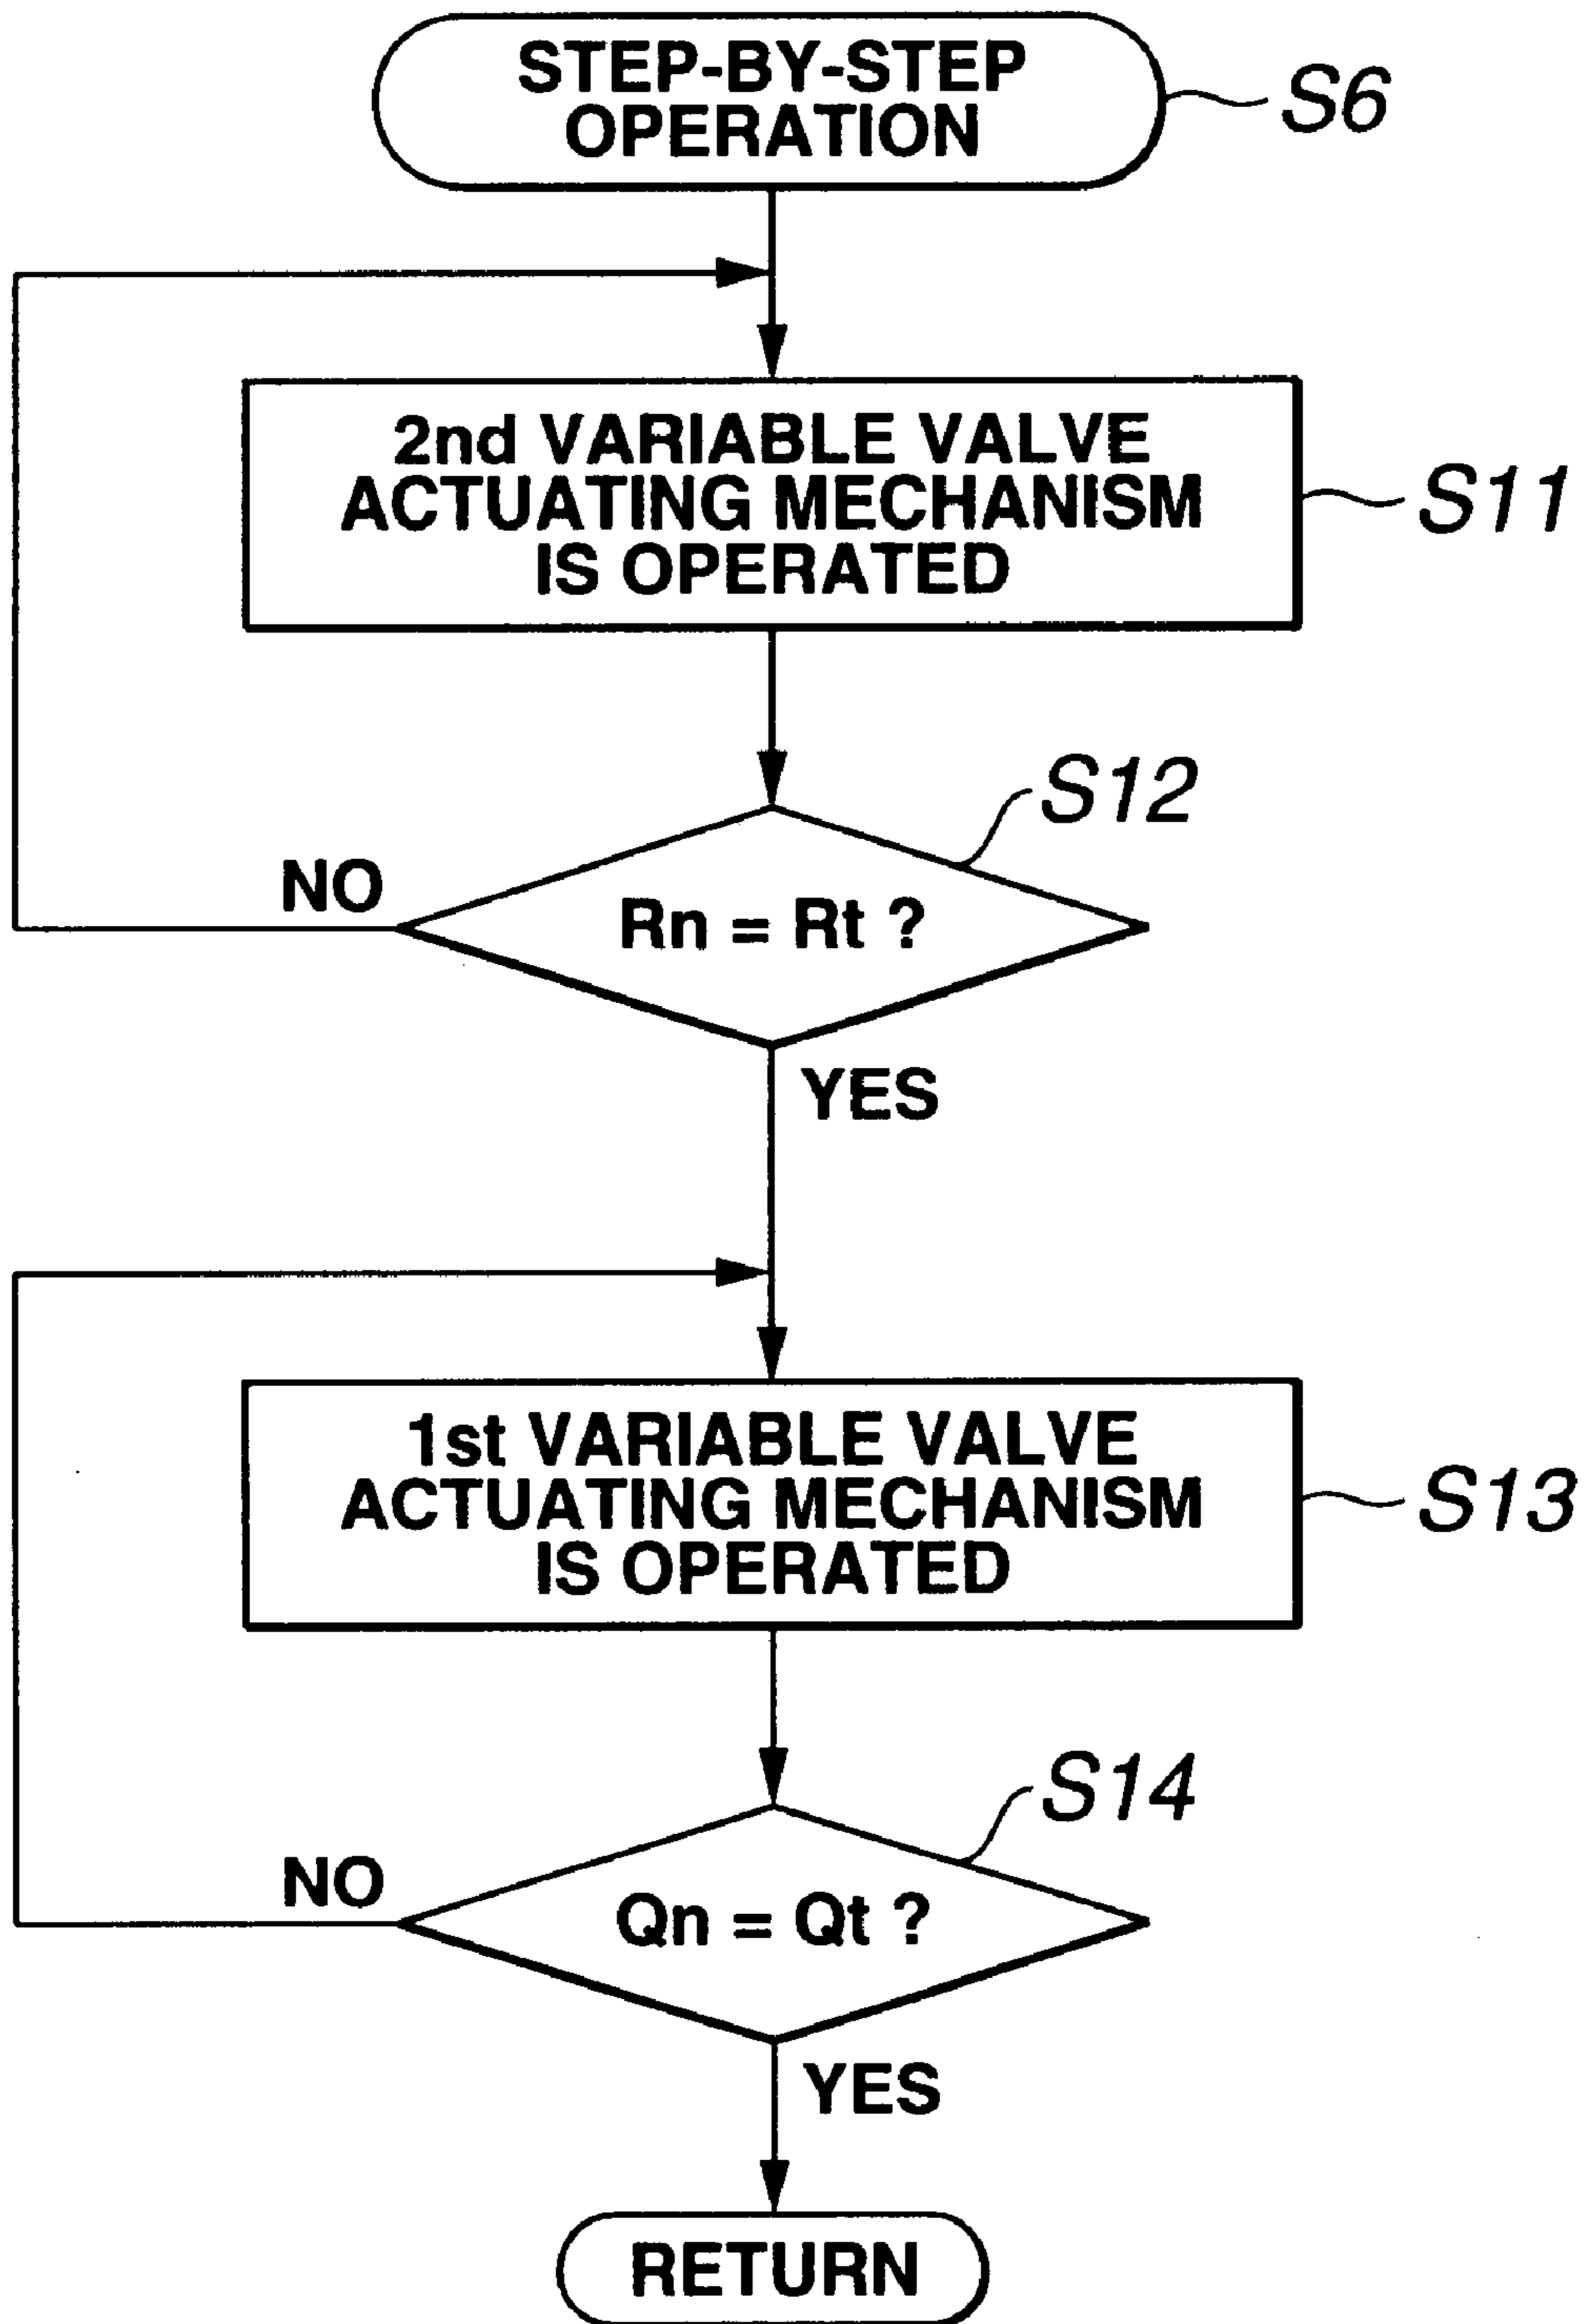 STEP-BY-STEP
OPERATION
S6
2nd VARIABLE VALVE
ACTUATING MECHANISM
IS OPERATED
S11
S12
NO
Rn = Rt ?
YES
1st VARIABLE VALVE
ACTUATING MECHANISM
IS OPERATED
S13
S14
NO
Qn = Qt ?
YES
RETURN